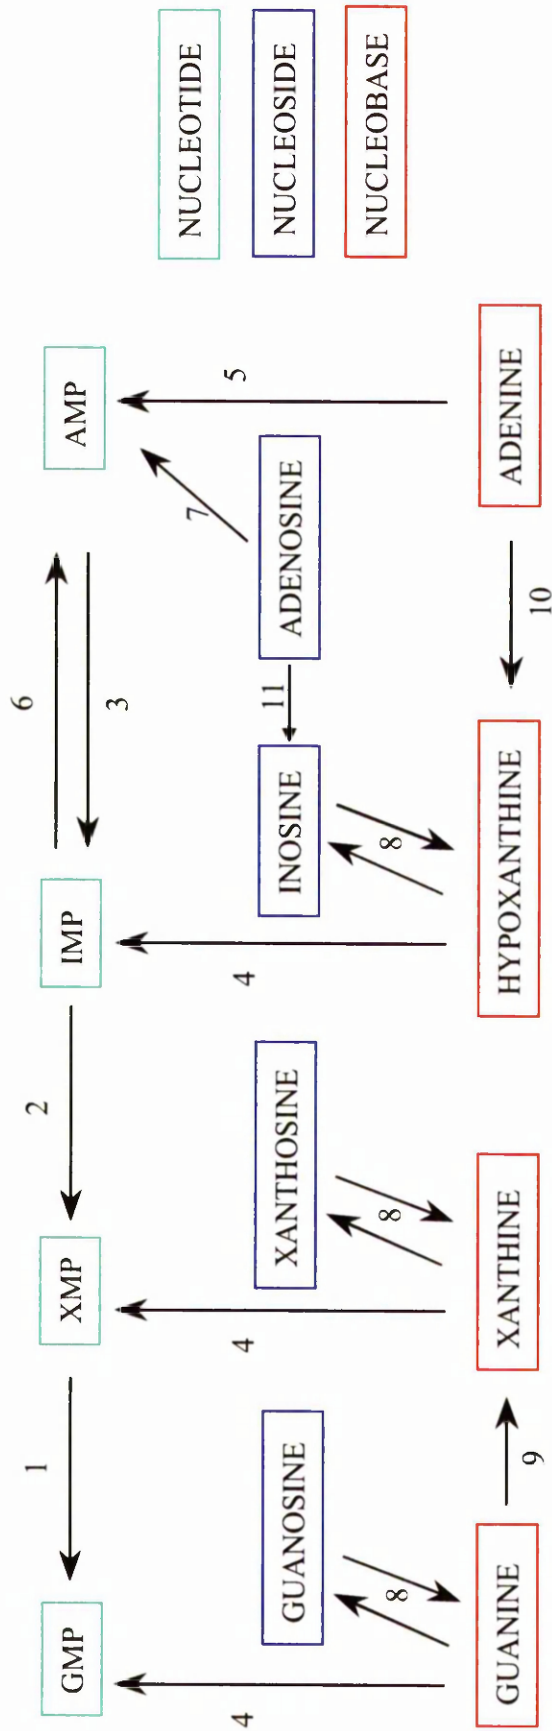 1 2 6
GMP XMP IMP AMP
3
7 NUCLEOTIDE
4 4 4 5
11
GUANOSINE XANTHOSINE INOSINE ADENOSINE NUCLEOSIDE
8 8 8 NUCLEOBASE
GUANINE XANTHINE HYPOXANTHINE ADENINE
9 10